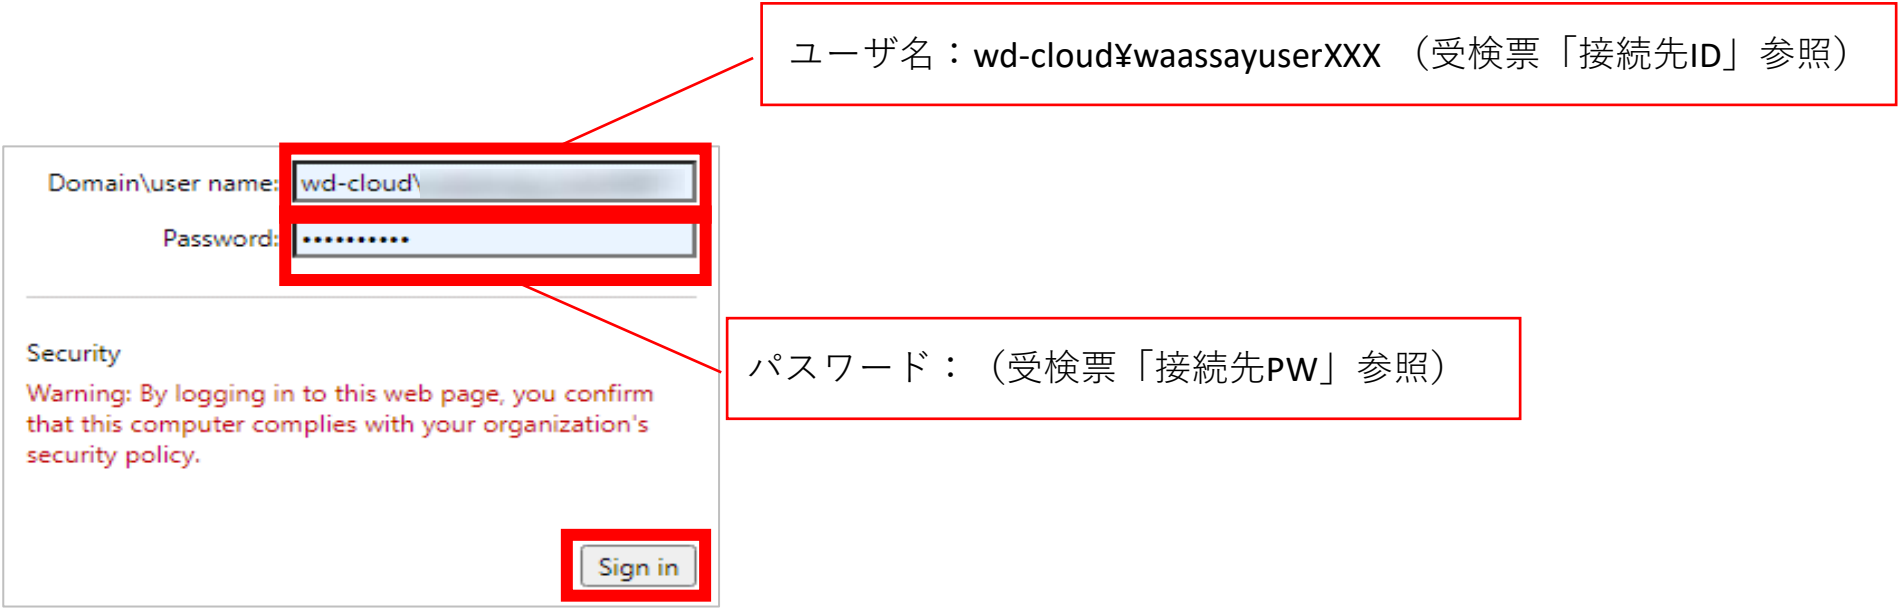 ユーザ名：wd-cloud¥waassayuserXXX （受検票「接続先ID」参照）
Domain\user name: wd-cloud\
Password: ••••••••••
パスワード：（受検票「接続先PW」参照）
Security
Warning: By logging in to this web page, you confirm
that this computer complies with your organization's
security policy.
Sign in